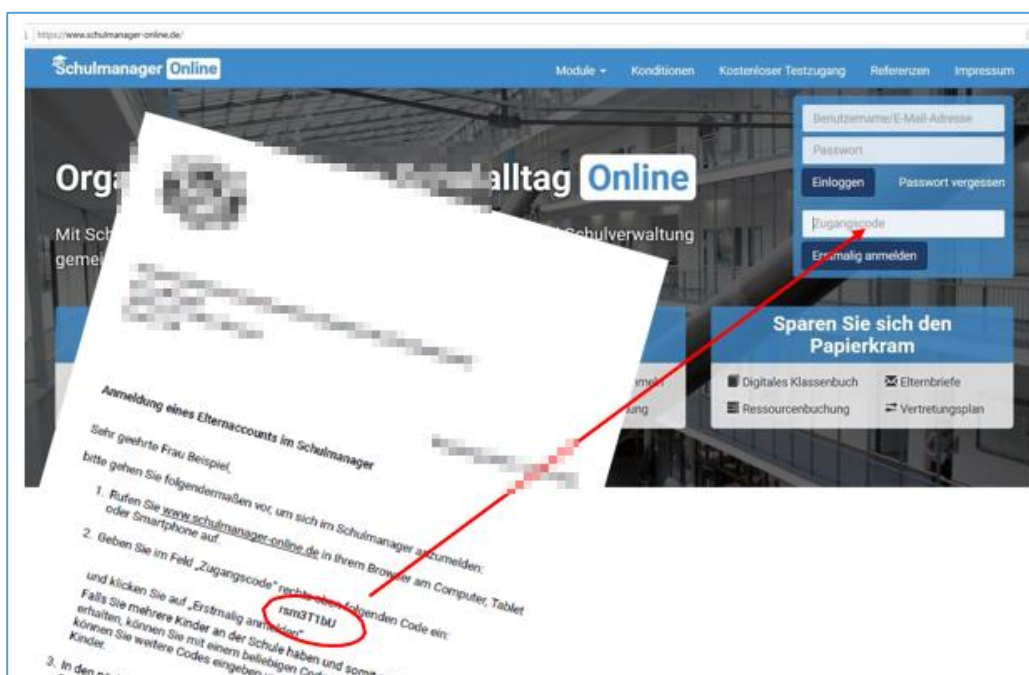 https://www.schulmanager-online.de/
Schulmanager Online
Module Konditionen Kostenloser Testzugang Referenzen Impressum
Benutzername/E-Mail-Adresse
Passwort
Einloggen Passwort vergessen
Zugangscode
Erstmalig anmelden
Orga alltag Online
Mit Sch Schulverwaltung
gemei
Sparen Sie sich den
Papierkram
Digitales Klassenbuch Elternbriefe
Ressourcenbuchung Vertretungsplan
Anmeldung eines Elternaccounts im Schulmanager
Sehr geehrte Frau Beispiel,
bitte gehen Sie folgendermaßen vor, um sich im Schulmanager anzumelden:
1. Rufen Sie www.schulmanager-online.de in Ihrem Browser am Computer, Tablet
oder Smartphone auf.
2. Geben Sie im Feld „Zugangscode" rechts oben folgenden Code ein:
rsm3T1bU
und klicken Sie auf „Erstmalig anmelden"
Falls Sie mehrere Kinder an der Schule haben und somit
erhalten, können Sie mit einem beliebigen Code
können Sie weitere Codes eingeben
Kinder.
3. In den